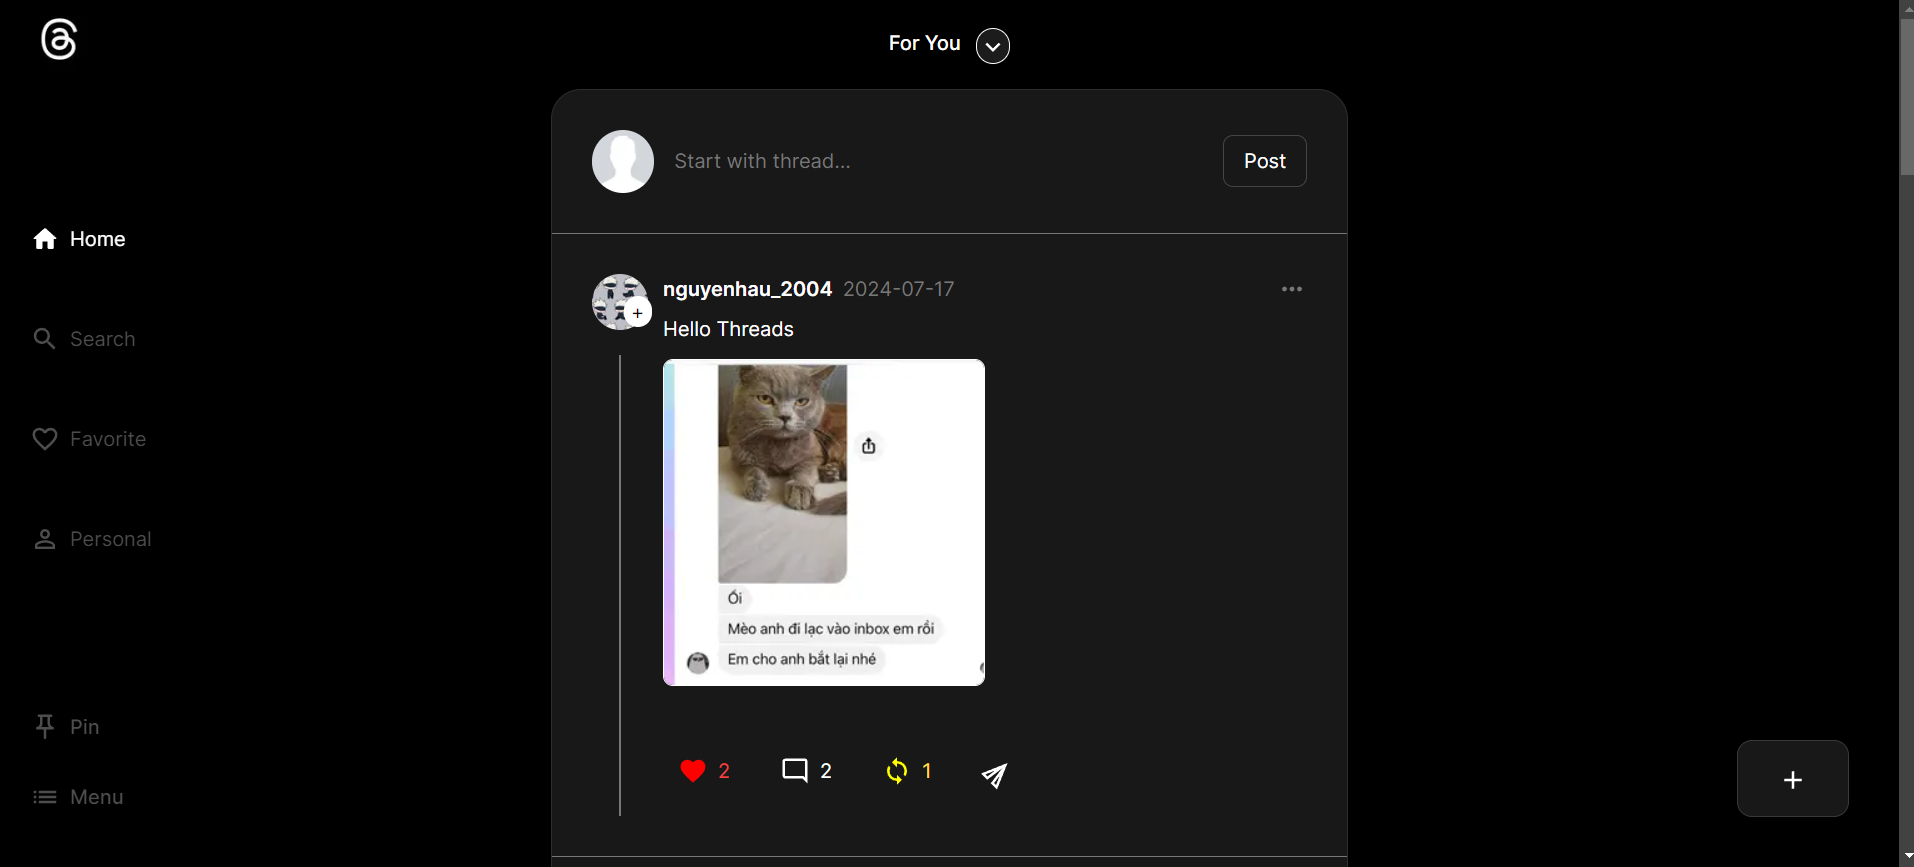 For You
Start with thread...
Post
Home
Search
Favorite
Personal
Pin
Menu
nguyenhau_2004 2024-07-17
Hello Threads
Ối
Mèo anh đi lạc vào inbox em rồi
Em cho anh bắt lại nhé
2 2 1
+